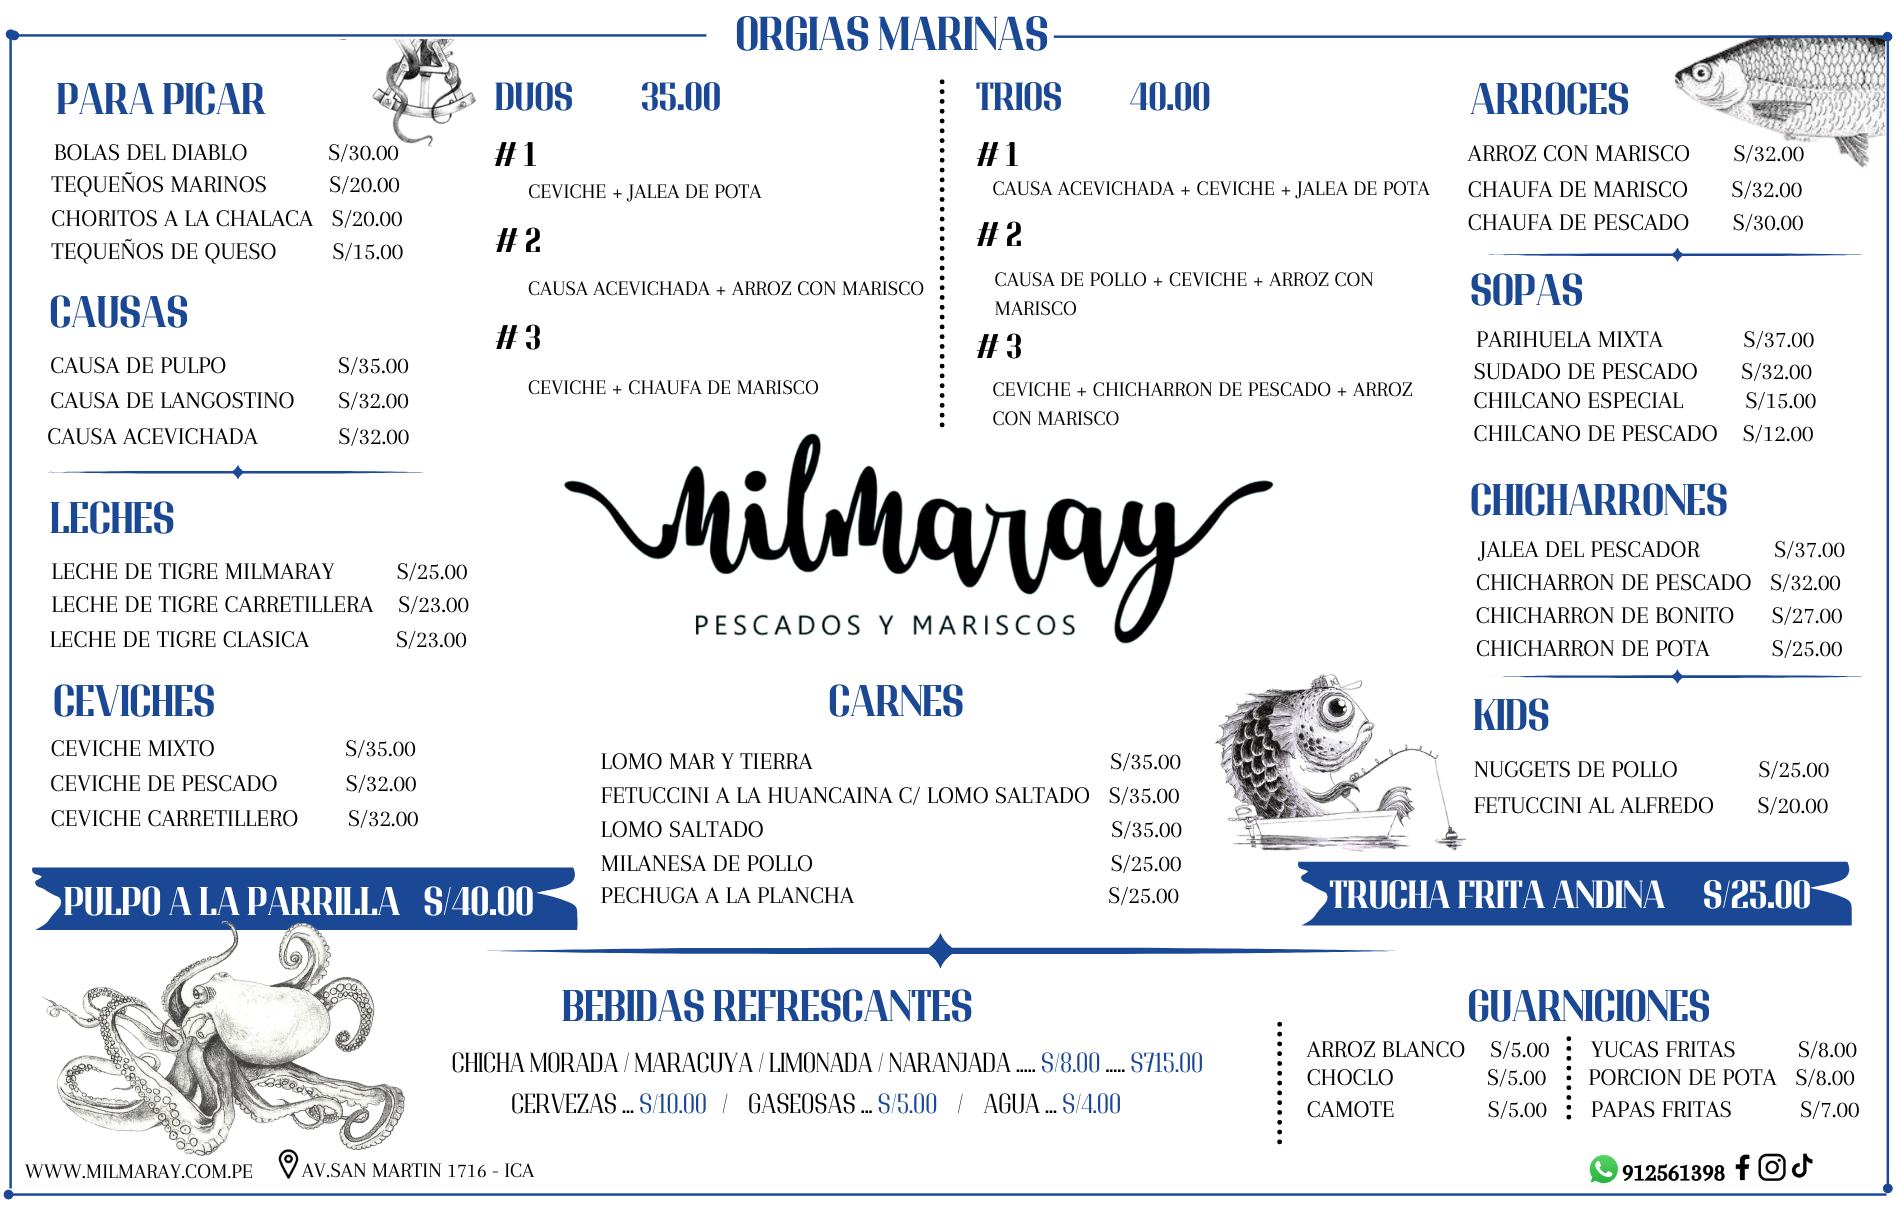 ORGIAS MARINAS
PARA PICAR
BOLAS DEL DIABLO S/30.00
TEQUEÑOS MARINOS S/20.00
CHORITOS A LA CHALACA S/20.00
TEQUEÑOS DE QUESO S/15.00
CAUSAS
CAUSA DE PULPO S/35.00
CAUSA DE LANGOSTINO S/32.00
CAUSA ACEVICHADA S/32.00
LECHES
LECHE DE TIGRE MILMARAY S/25.00
LECHE DE TIGRE CARRETILLERA S/23.00
LECHE DE TIGRE CLASICA S/23.00
CEVICHES
CEVICHE MIXTO S/35.00
CEVICHE DE PESCADO S/32.00
CEVICHE CARRETILLERO S/32.00
PULPO A LA PARRILLA S/40.00
DUOS 35.00
#1
CEVICHE + JALEA DE POTA
#2
CAUSA ACEVICHADA + ARROZ CON MARISCO
#3
CEVICHE + CHAUFA DE MARISCO
TRIOS 40.00
#1
CAUSA ACEVICHADA + CEVICHE + JALEA DE POTA
#2
CAUSA DE POLLO + CEVICHE + ARROZ CON
MARISCO
#3
CEVICHE + CHICHARRON DE PESCADO + ARROZ
CON MARISCO
milmaray
PESCADOS Y MARISCOS
CARNES
LOMO MAR Y TIERRA S/35.00
FETUCCINI A LA HUANCAINA C/ LOMO SALTADO S/35.00
LOMO SALTADO S/35.00
MILANESA DE POLLO S/25.00
PECHUGA A LA PLANCHA S/25.00
ARROCES
ARROZ CON MARISCO S/32.00
CHAUFA DE MARISCO S/32.00
CHAUFA DE PESCADO S/30.00
SOPAS
PARIHUELA MIXTA S/37.00
SUDADO DE PESCADO S/32.00
CHILCANO ESPECIAL S/15.00
CHILCANO DE PESCADO S/12.00
CHICHARRONES
JALEA DEL PESCADOR S/37.00
CHICHARRON DE PESCADO S/32.00
CHICHARRON DE BONITO S/27.00
CHICHARRON DE POTA S/25.00
KIDS
NUGGETS DE POLLO S/25.00
FETUCCINI AL ALFREDO S/20.00
TRUCHA FRITA ANDINA S/25.00
BEBIDAS REFRESCANTES
CHICHA MORADA / MARACUYA / LIMONADA / NARANJADA ..... S/8.00 ..... S715.00
CERVEZAS ... S/10.00 / GASEOSAS ... S/5.00 / AGUA ... S/4.00
GUARNICIONES
ARROZ BLANCO S/5.00
CHOCLO S/5.00
CAMOTE S/5.00
YUCAS FRITAS S/8.00
PORCION DE POTA S/8.00
PAPAS FRITAS S/7.00
WWW.MILMARAY.COM.PE
AV.SAN MARTIN 1716 - ICA
912561398